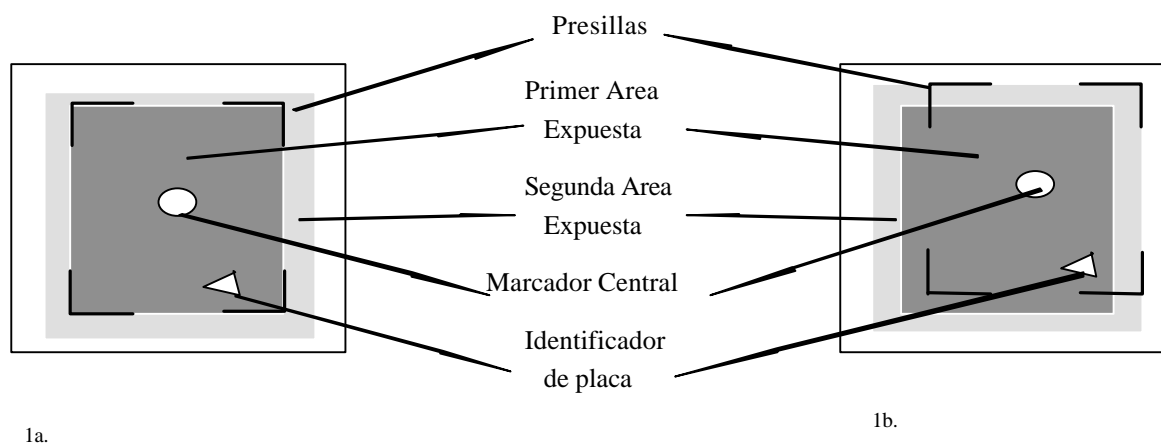 Presillas
Primer Area
Expuesta
Segunda Area
Expuesta
Marcador Central
Identificador
de placa
1a.
1b.